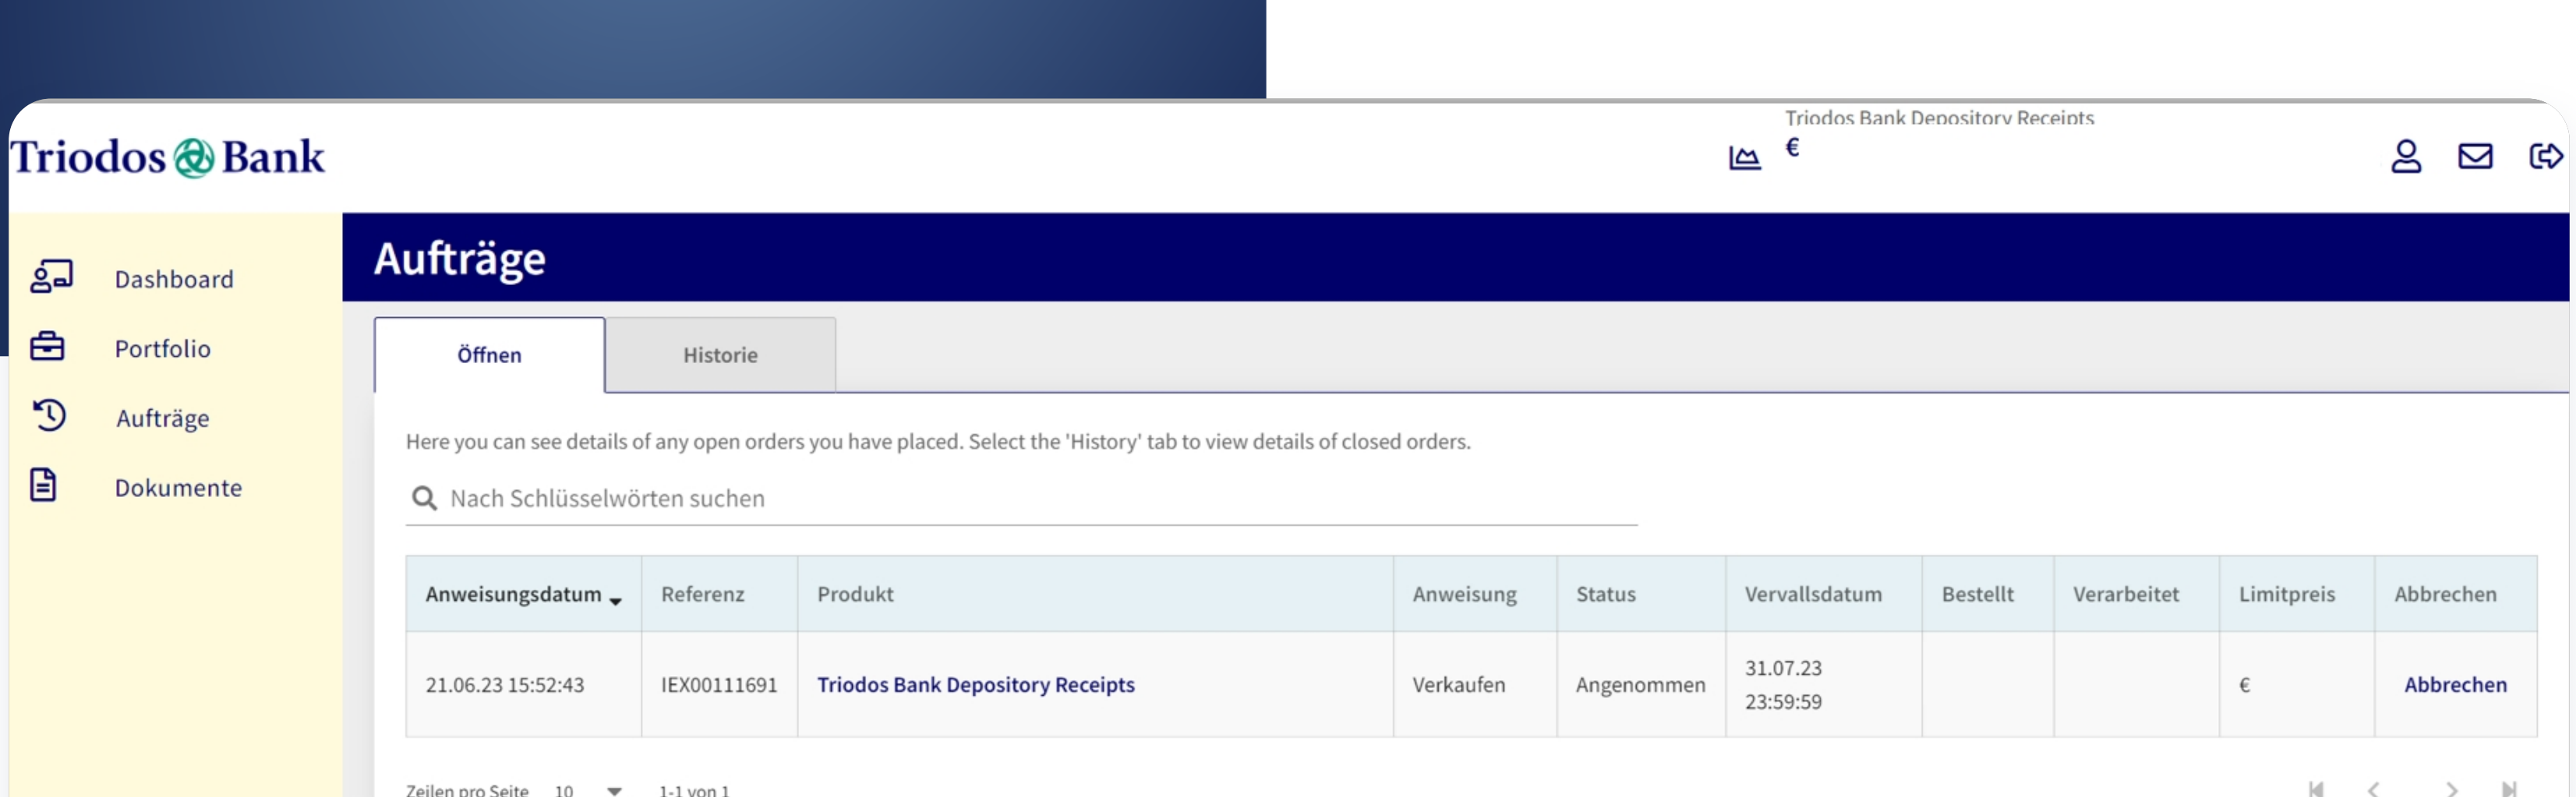 Triodos Bank Depository Receipts
€
Triodos Bank
Dashboard
Portfolio
Aufträge
Dokumente
Aufträge
Öffnen Historie
Here you can see details of any open orders you have placed. Select the 'History' tab to view details of closed orders.
Nach Schlüsselwörten suchen
Anweisungsdatum Referenz Produkt Anweisung Status Vervallsdatum Bestellt Verarbeitet Limitpreis Abbrechen
21.06.23 15:52:43 IEX00111691 Triodos Bank Depository Receipts Verkaufen Angenommen 31.07.23 23:59:59 € Abbrechen
Zeilen pro Seite 10 1-1 von 1